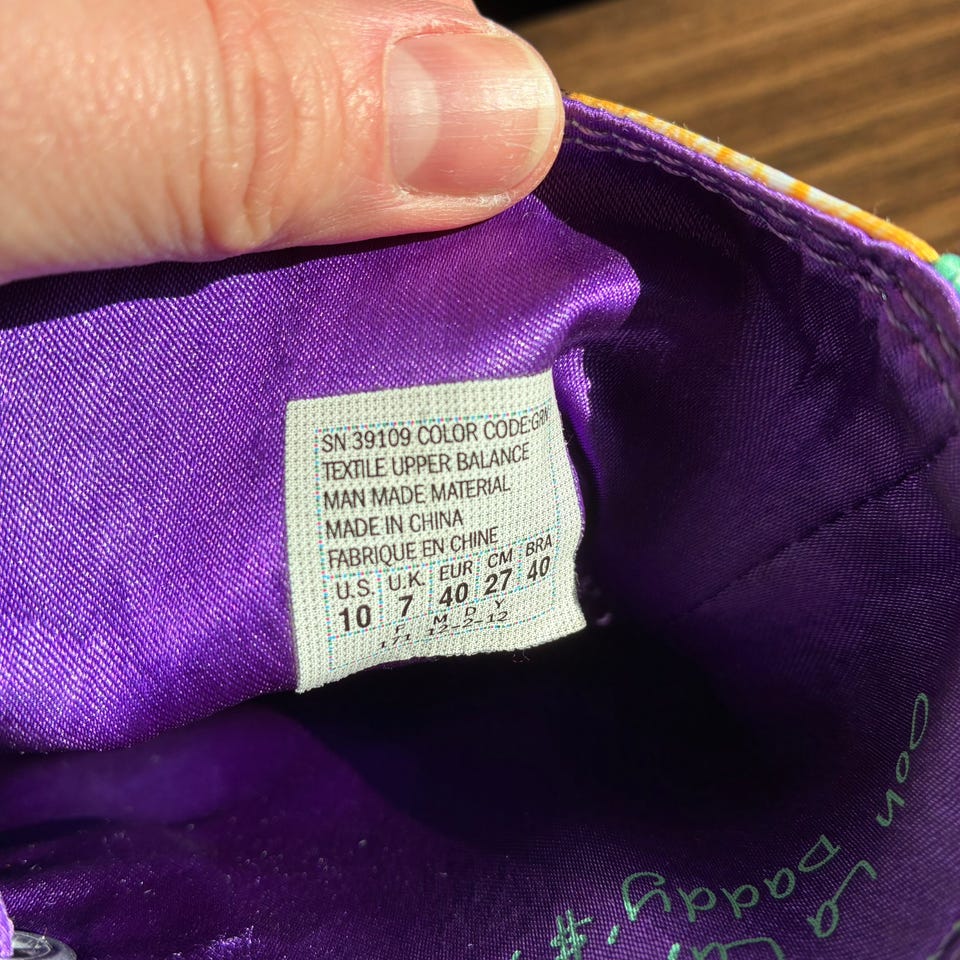 SN 39109 COLOR CODE:GRN
TEXTILE UPPER BALANCE
MAN MADE MATERIAL
MADE IN CHINA
FABRIQUE EN CHINE
U.S. U.K. EUR CM BRA
10 7 40 27 40
F M D Y
171 12-2-12
Daddy